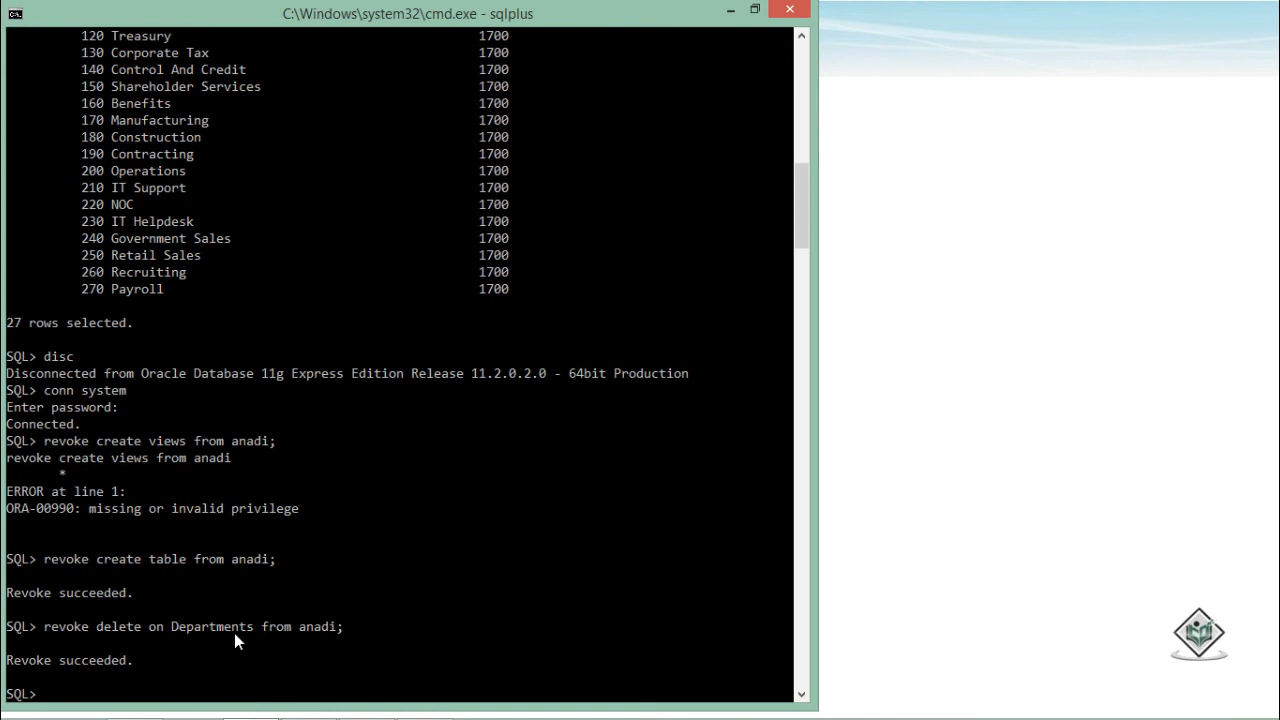 C:\Windows\system32\cmd.exe - sqlplus
120 Treasury 1700
130 Corporate Tax 1700
140 Control And Credit 1700
150 Shareholder Services 1700
160 Benefits 1700
170 Manufacturing 1700
180 Construction 1700
190 Contracting 1700
200 Operations 1700
210 IT Support 1700
220 NOC 1700
230 IT Helpdesk 1700
240 Government Sales 1700
250 Retail Sales 1700
260 Recruiting 1700
270 Payroll 1700
27 rows selected.
SQL> disc
Disconnected from Oracle Database 11g Express Edition Release 11.2.0.2.0 - 64bit Production
SQL> conn system
Enter password:
Connected.
SQL> revoke create views from anadi;
revoke create views from anadi
*
ERROR at line 1:
ORA-00990: missing or invalid privilege
SQL> revoke create table from anadi;
Revoke succeeded.
SQL> revoke delete on Departments from anadi;
Revoke succeeded.
SQL>